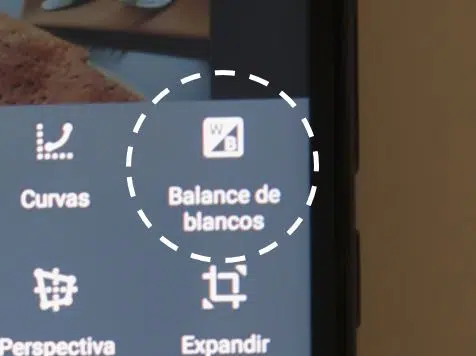 W
B
Curvas
Balance de
blancos
Perspectiva
Expandir